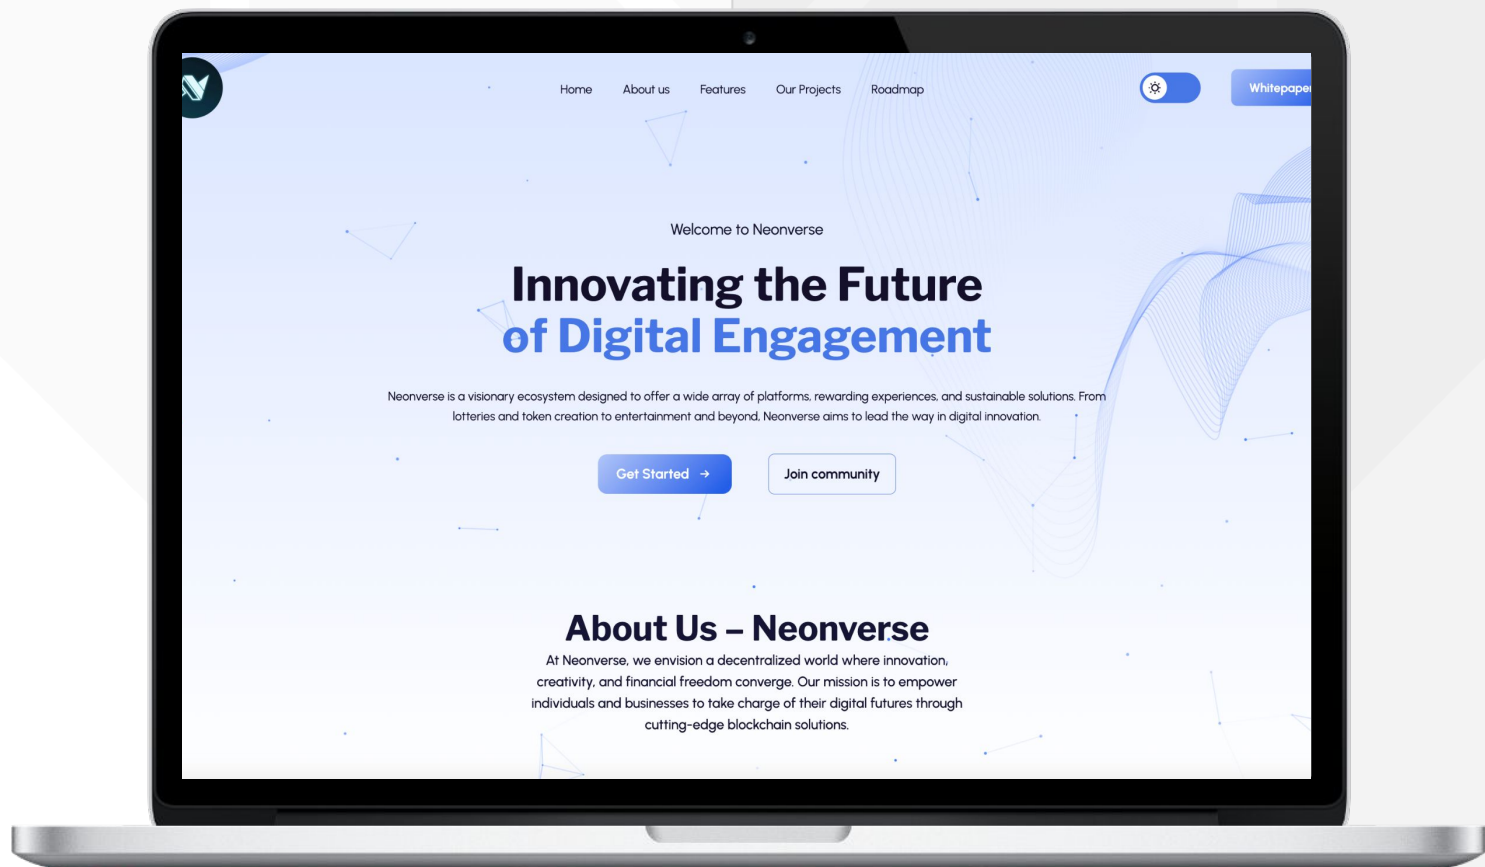 Home About us Features Our Projects Roadmap Whitepaper
Welcome to Neonverse
Innovating the Future
of Digital Engagement
Neonverse is a visionary ecosystem designed to offer a wide array of platforms, rewarding experiences, and sustainable solutions. From
lotteries and token creation to entertainment and beyond, Neonverse aims to lead the way in digital innovation.
Get Started → Join community
About Us – Neonverse
At Neonverse, we envision a decentralized world where innovation,
creativity, and financial freedom converge. Our mission is to empower
individuals and businesses to take charge of their digital futures through
cutting-edge blockchain solutions.